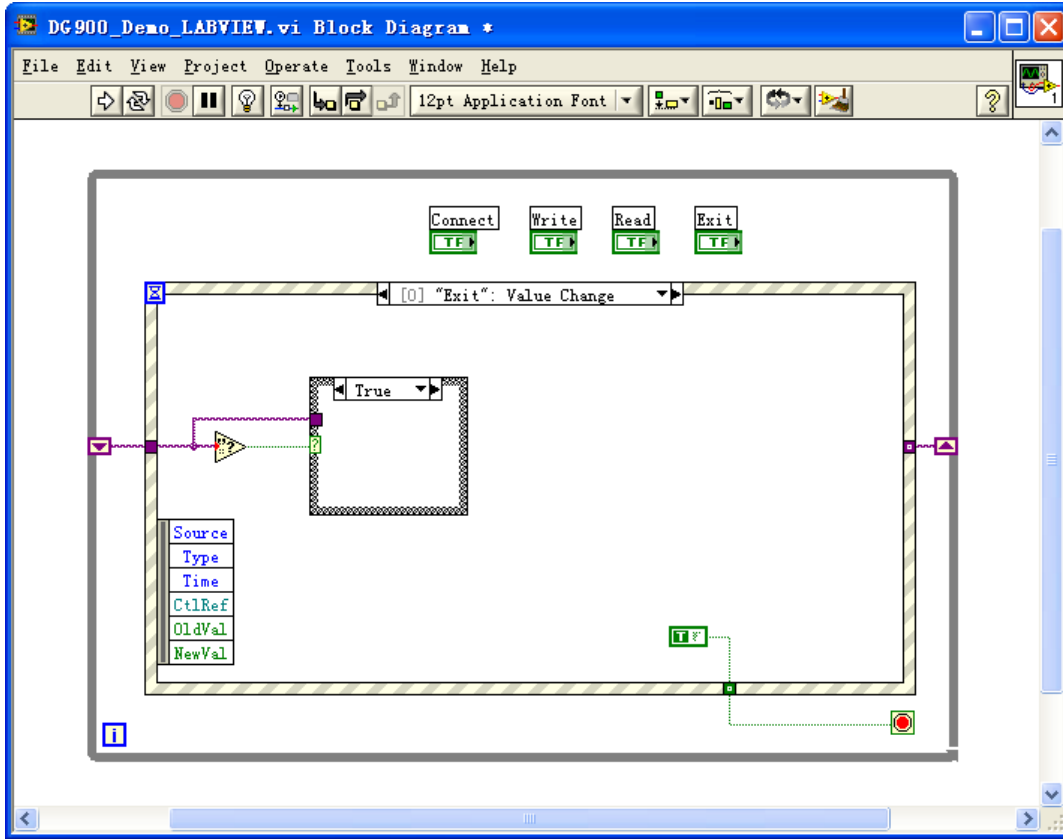 DG900_Demo_LABVIEW.vi Block Diagram *
File Edit View Project Operate Tools Window Help
12pt Application Font
?
1
Connect Write Read Exit
TF TF TF TF
[0] "Exit": Value Change
True
?
?
Source
Type
Time
CtlRef
OldVal
NewVal
T
i